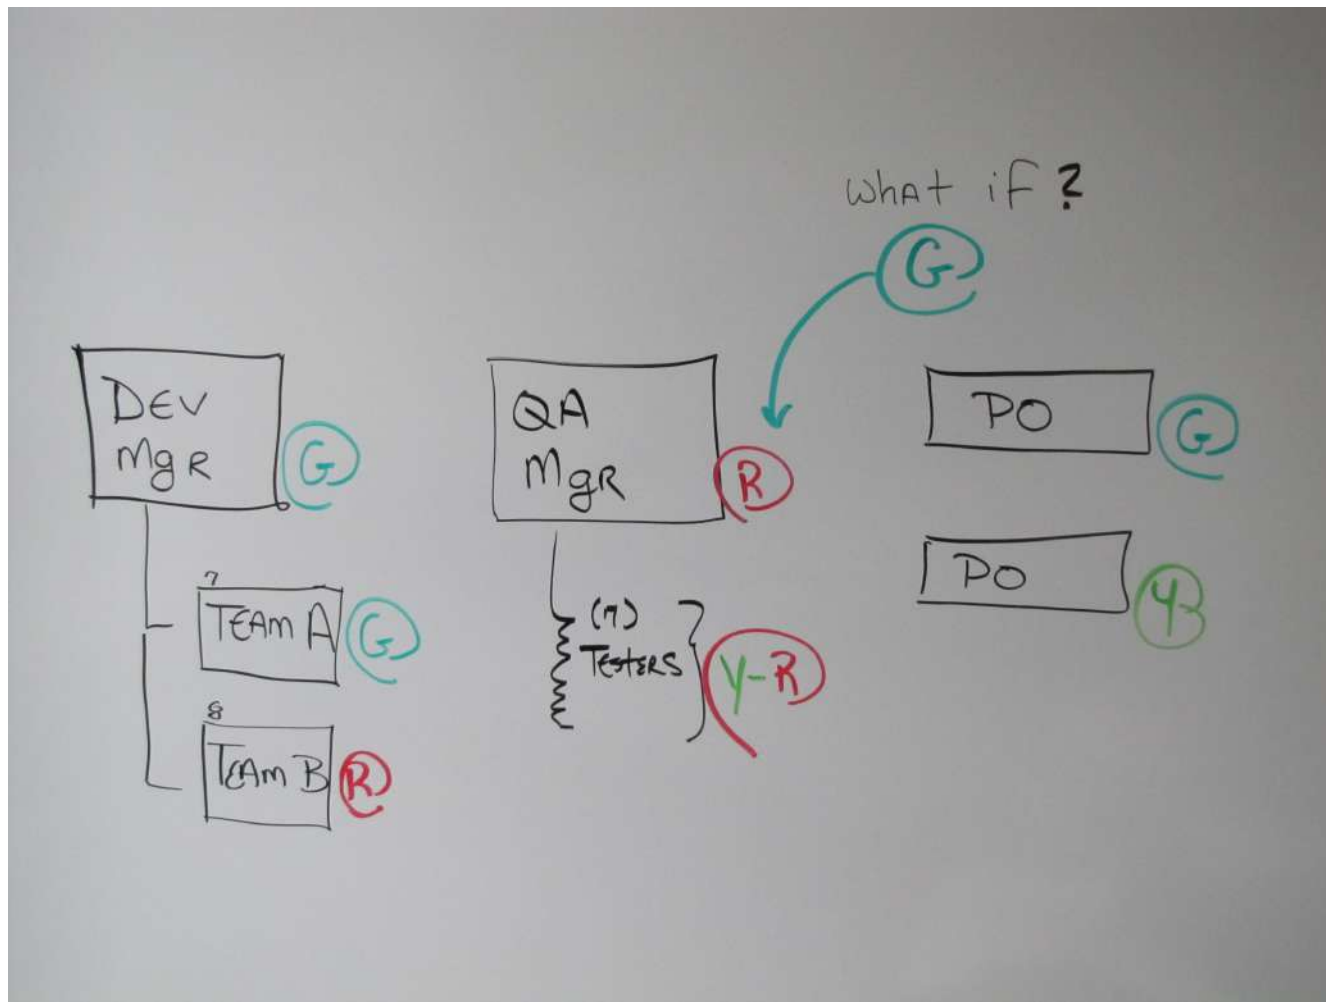 What if ?
G
DEV
MgR
G
QA
MgR
R
PO
G
PO
Y
7
TEAM A
G
8
TEAM B
R
(7)
TESTERS
Y-R